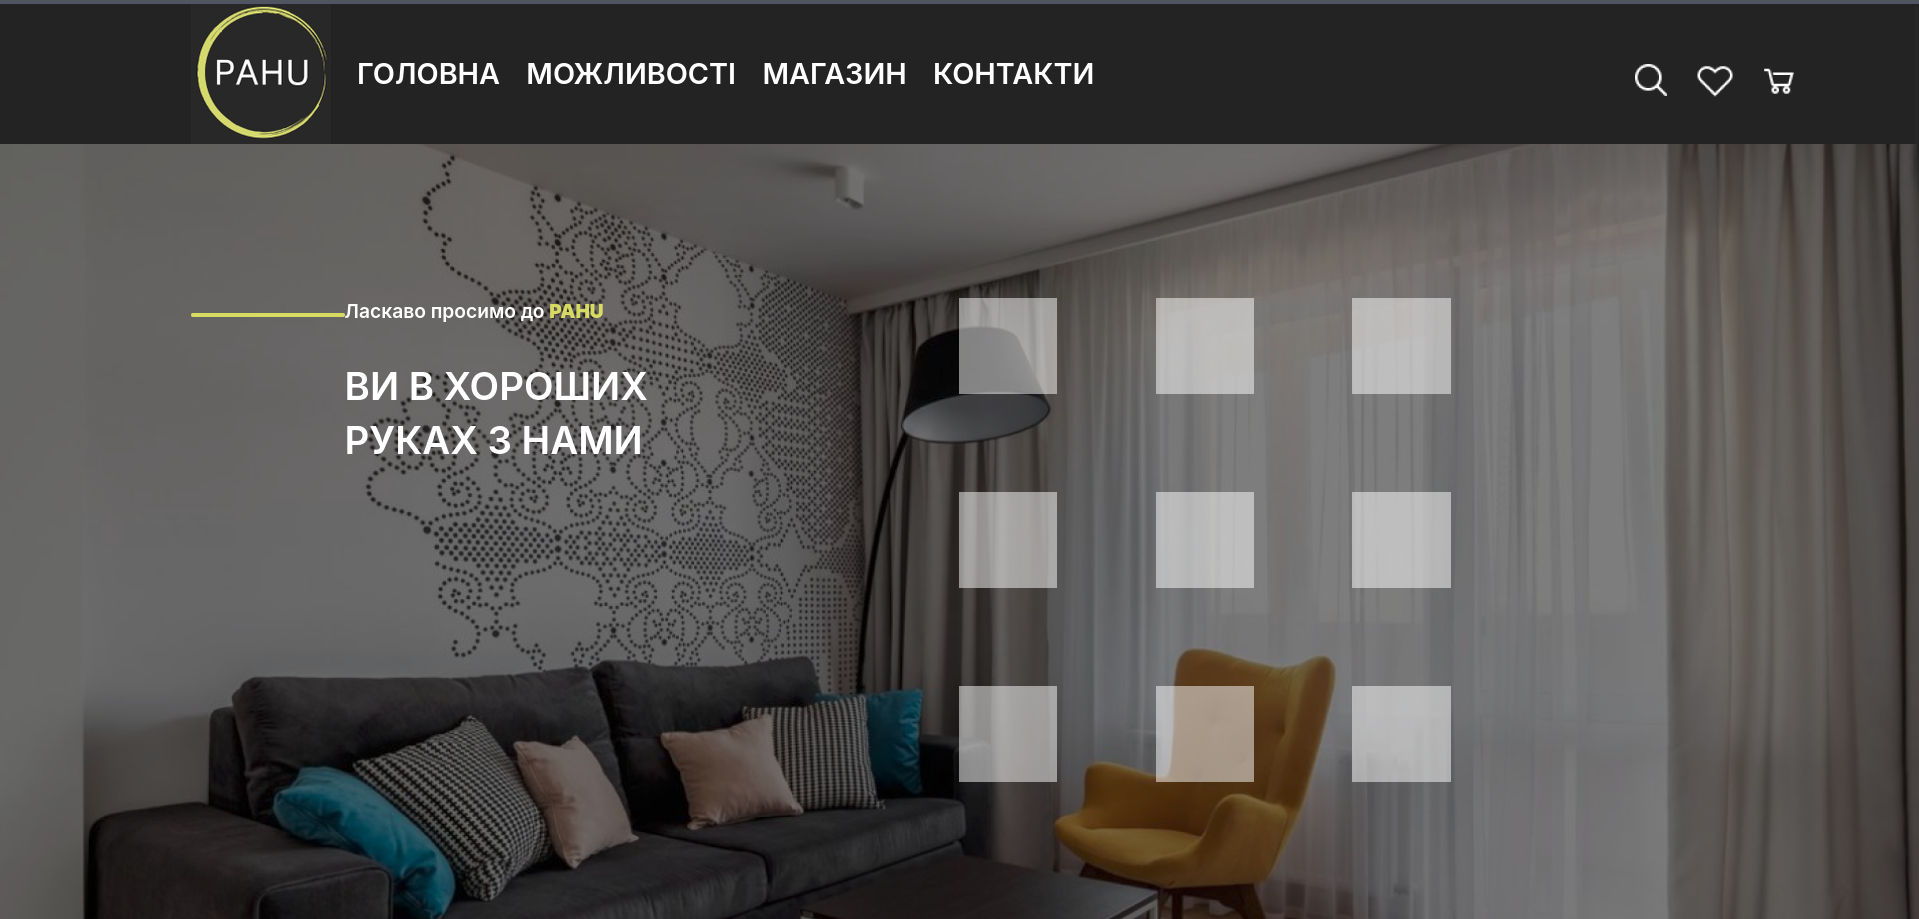 PAHU
ГОЛОВНА МОЖЛИВОСТІ МАГАЗИН КОНТАКТИ
Ласкаво просимо до PAHU
ВИ В ХОРОШИХ
РУКАХ З НАМИ